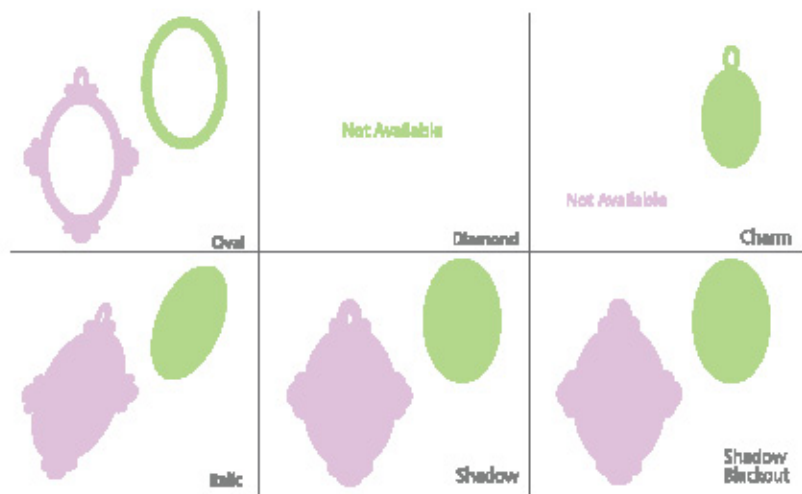 Not Available
Not Available
Oval
Diamond
Charm
Italic
Shadow
Shadow
Blackout